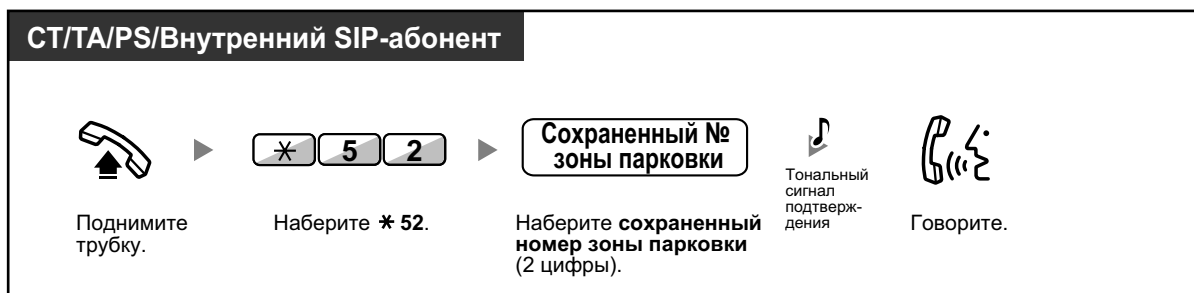 СТ/ТА/PS/Внутренний SIP-абонент
* 5 2
Сохраненный №
зоны парковки
Тональный
сигнал
подтверж-
дения
Поднимите
трубку.
Наберите * 52.
Наберите сохраненный
номер зоны парковки
(2 цифры).
Говорите.